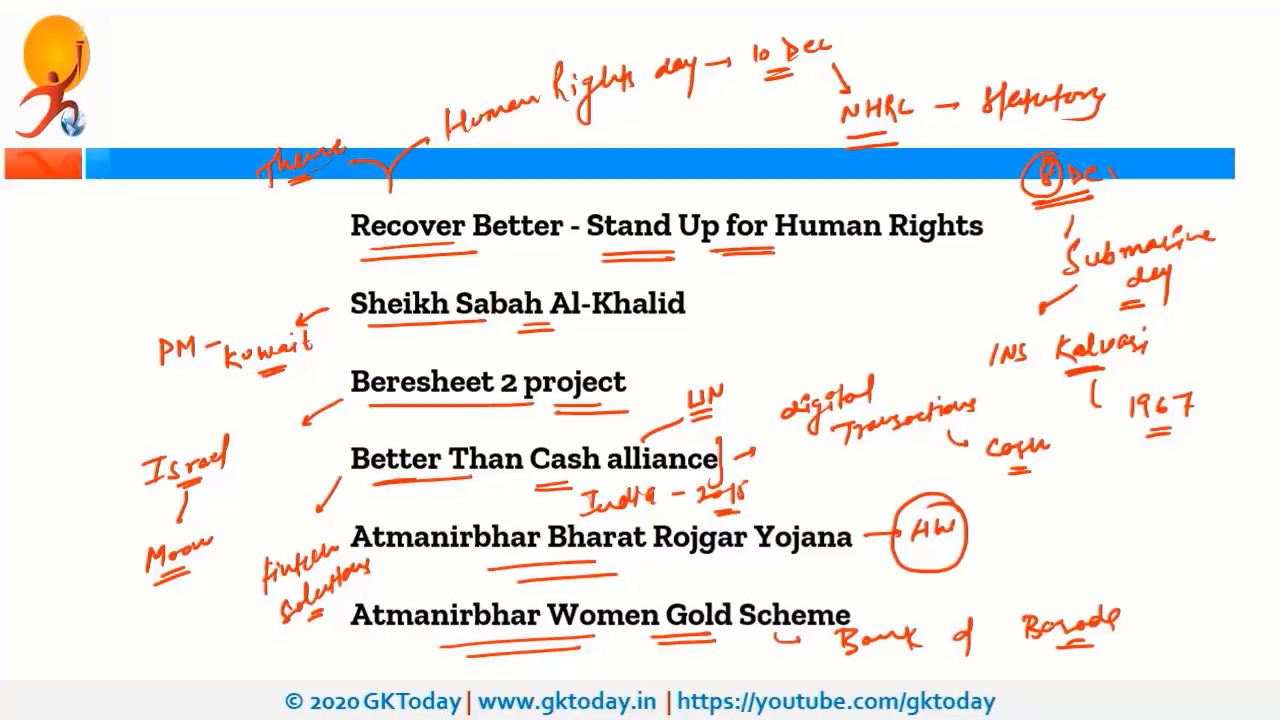 Human Rights day → 10 Dec
NHRC — Statutory
Theme
8 Dec
Recover Better - Stand Up for Human Rights
Submarine
day
Sheikh Sabah Al-Khalid
PM - Kuwait
INS Kalvari
1967
Beresheet 2 project
UN
digital
Transactions
Cash
Israel
Better Than Cash alliance
India - 2015
Moon
Atmanirbhar Bharat Rojgar Yojana — HW
Fintech
Solutions
Atmanirbhar Women Gold Scheme
Bank of Baroda
© 2020 GKToday | www.gktoday.in | https://youtube.com/gktoday